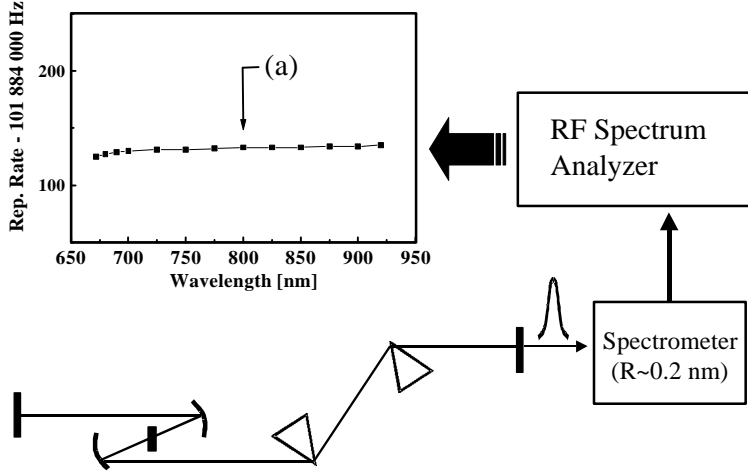 Rep. Rate - 101 884 000 Hz
200
100
(a)
650 700 750 800 850 900 950
Wavelength [nm]
RF Spectrum
Analyzer
Spectrometer
(R~0.2 nm)